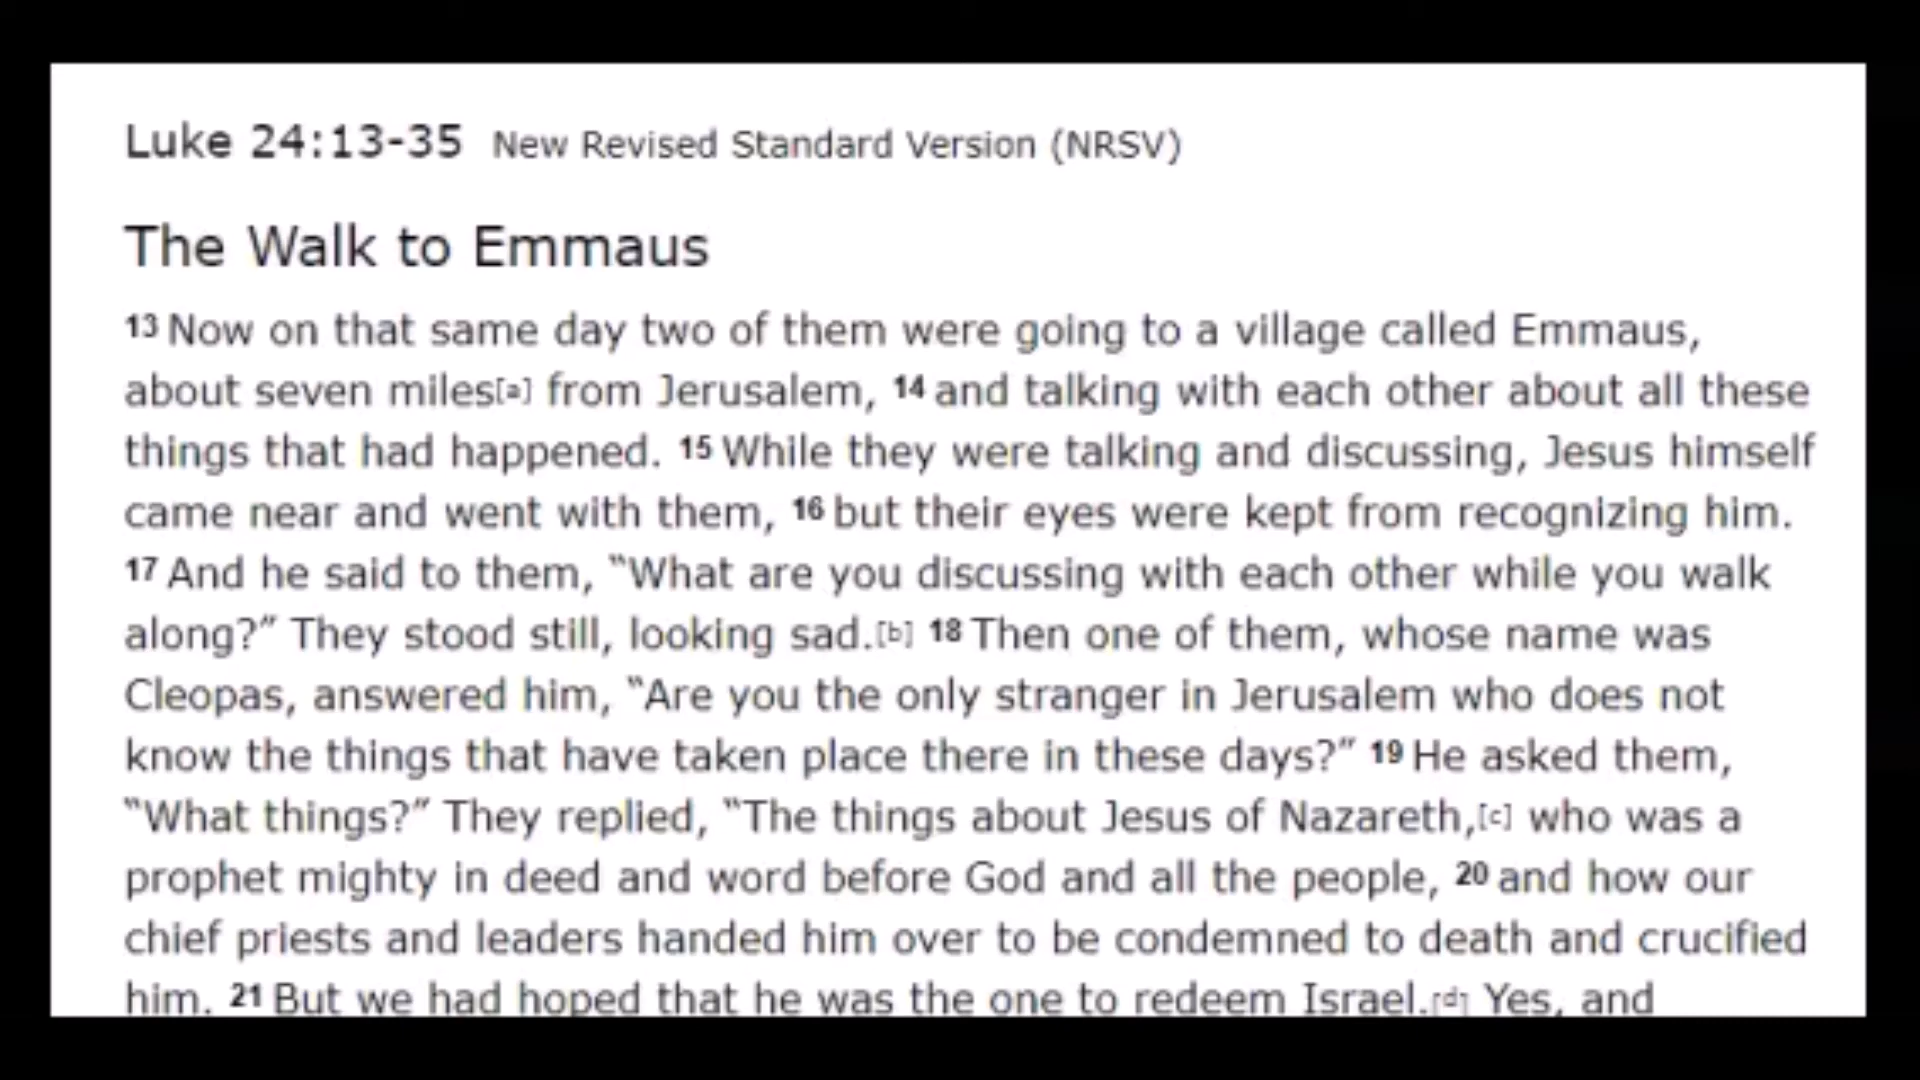 Luke 24:13-35 New Revised Standard Version (NRSV)
The Walk to Emmaus
13 Now on that same day two of them were going to a village called Emmaus,
about seven miles[a] from Jerusalem, 14 and talking with each other about all these
things that had happened. 15 While they were talking and discussing, Jesus himself
came near and went with them, 16 but their eyes were kept from recognizing him.
17 And he said to them, “What are you discussing with each other while you walk
along?” They stood still, looking sad.[b] 18 Then one of them, whose name was
Cleopas, answered him, “Are you the only stranger in Jerusalem who does not
know the things that have taken place there in these days?” 19 He asked them,
“What things?” They replied, “The things about Jesus of Nazareth,[c] who was a
prophet mighty in deed and word before God and all the people, 20 and how our
chief priests and leaders handed him over to be condemned to death and crucified
him. 21 But we had hoped that he was the one to redeem Israel.[d] Yes, and